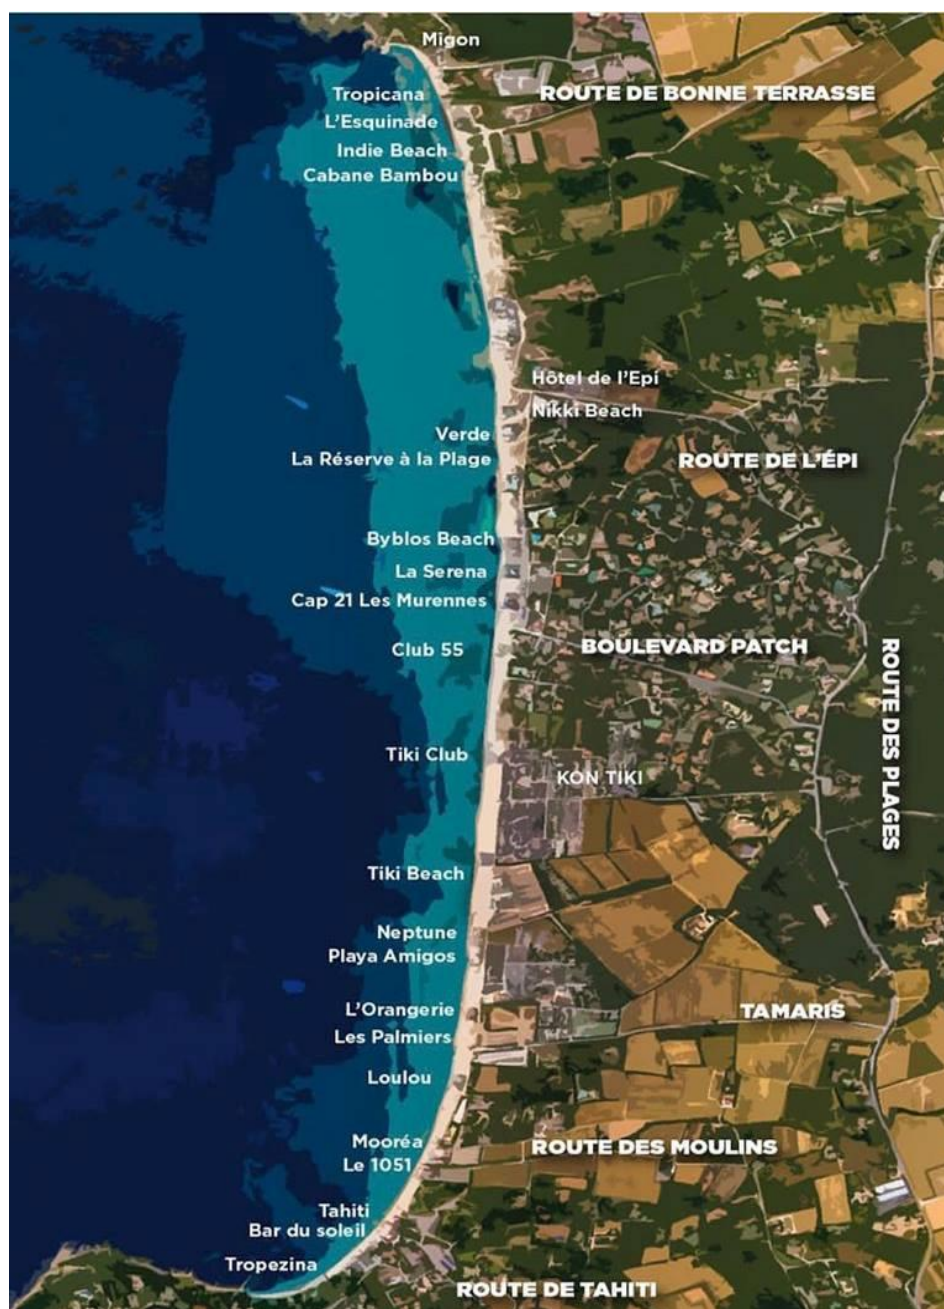 Migon
Tropicana
ROUTE DE BONNE TERRASSE
L'Esquinade
Indie Beach
Cabane Bambou
Hôtel de l'Epi
Nikki Beach
Verde
La Réserve à la Plage
ROUTE DE L'ÉPI
Byblos Beach
La Serena
Cap 21 Les Murennes
Club 55
BOULEVARD PATCH
ROUTE DES PLAGES
Tiki Club
KON TIKI
Tiki Beach
Neptune
Playa Amigos
L'Orangerie
TAMARIS
Les Palmiers
Loulou
Mooréa
ROUTE DES MOULINS
Le 1051
Tahiti
Bar du soleil
Tropezina
ROUTE DE TAHITI